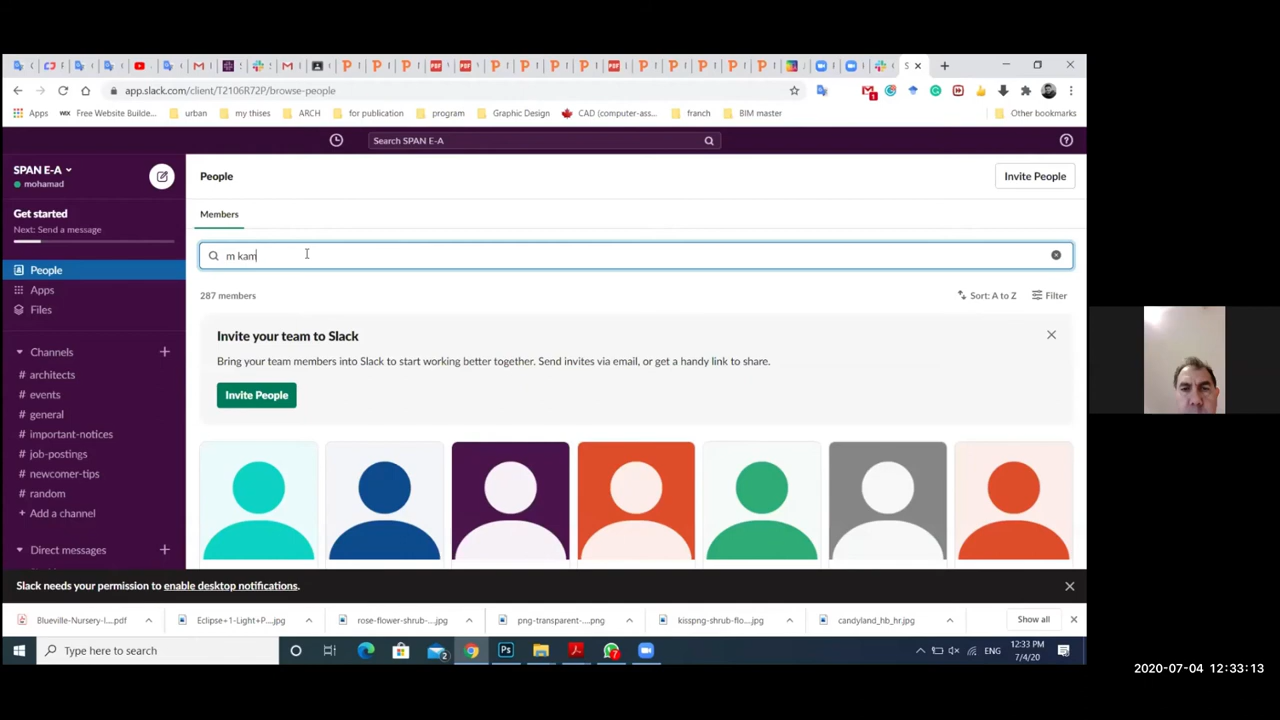 S
app.slack.com/client/T2106R72P/browse-people
1
Apps
Free Website Builde...
urban
my thises
ARCH
for publication
program
Graphic Design
CAD (computer-ass...
franch
BIM master
Other bookmarks
Search SPAN E-A
SPAN E-A
mohamad
People
Invite People
Get started
Next: Send a message
Members
m kam
People
Apps
Files
287 members
Sort: A to Z
Filter
Invite your team to Slack
Bring your team members into Slack to start working better together. Send invites via email, or get a handy link to share.
Invite People
Channels
# architects
# events
# general
# important-notices
# job-postings
# newcomer-tips
# random
+ Add a channel
Direct messages
Slack needs your permission to enable desktop notifications.
Blueville-Nursery-I....pdf
Eclipse+1-Light+P....jpg
rose-flower-shrub-....jpg
png-transparent-....png
kisspng-shrub-flo....jpg
candyland_hb_hr.jpg
Show all
Type here to search
2
Ps
7
ENG
12:33 PM
7/4/20
2020-07-04 12:33:13